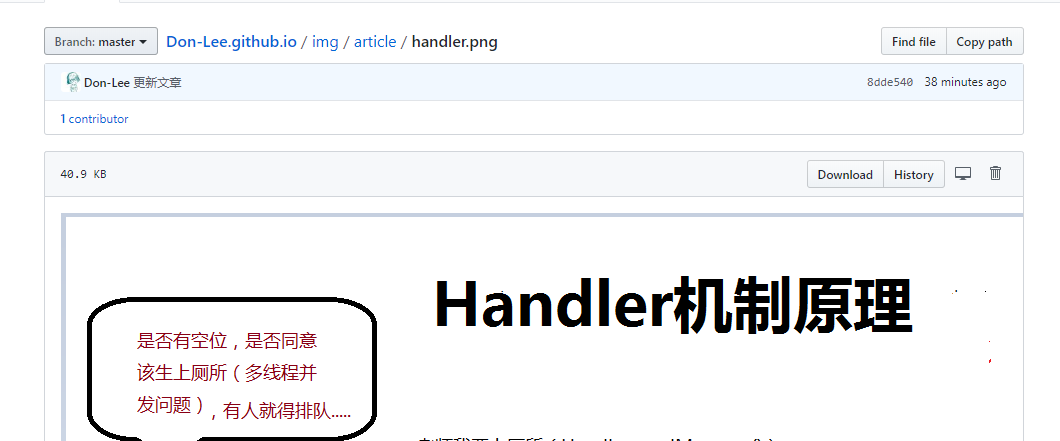 Branch: master
Don-Lee.github.io / img / article / handler.png
Find file
Copy path
Don-Lee 更新文章
8dde540
38 minutes ago
1 contributor
40.9 KB
Download
History
Handler机制原理
是否有空位，是否同意
该生上厕所（多线程并
发问题），有人就得排队.....